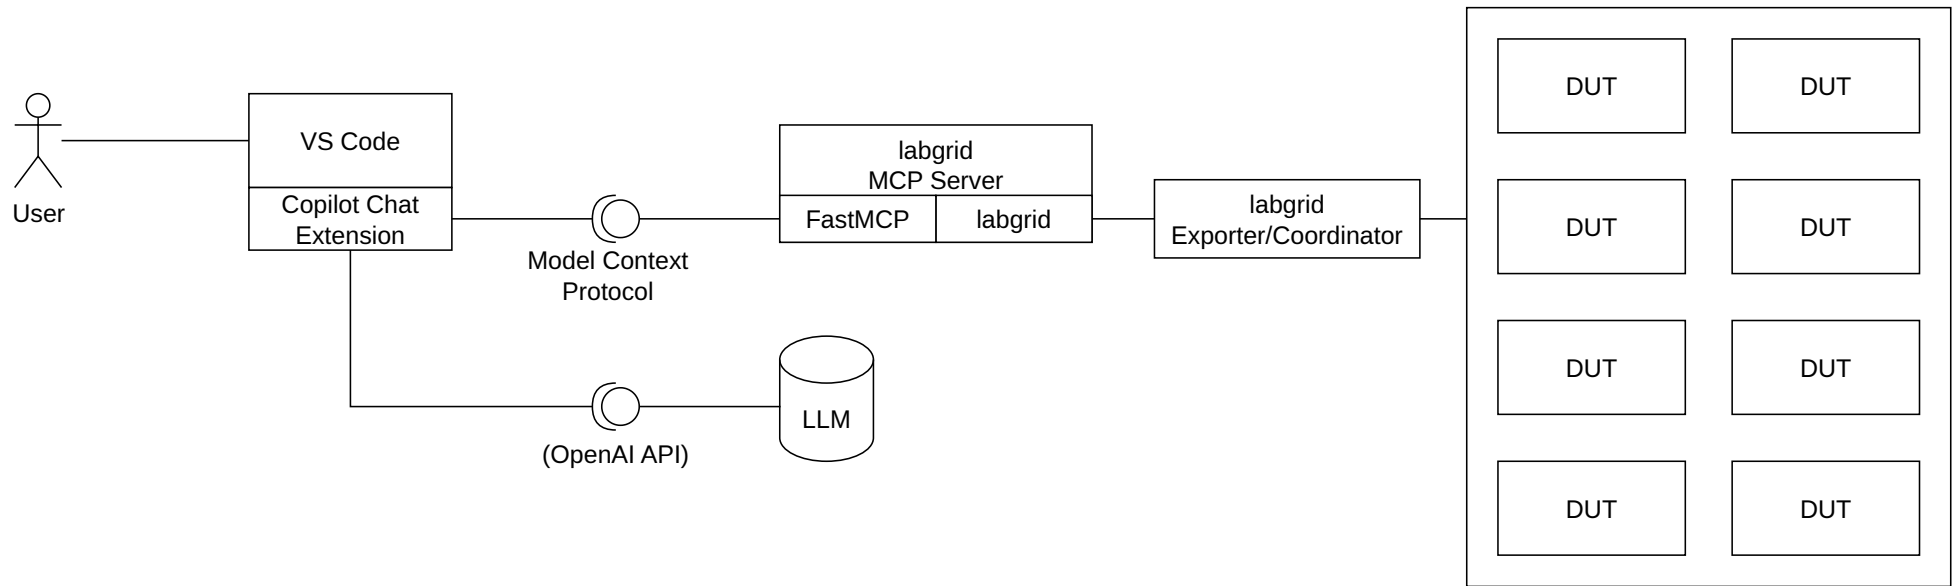 User
VS Code
Copilot Chat
Extension
Model Context
Protocol
(OpenAI API)
LLM
labgrid
MCP Server
FastMCP
labgrid
labgrid
Exporter/Coordinator
DUT
DUT
DUT
DUT
DUT
DUT
DUT
DUT